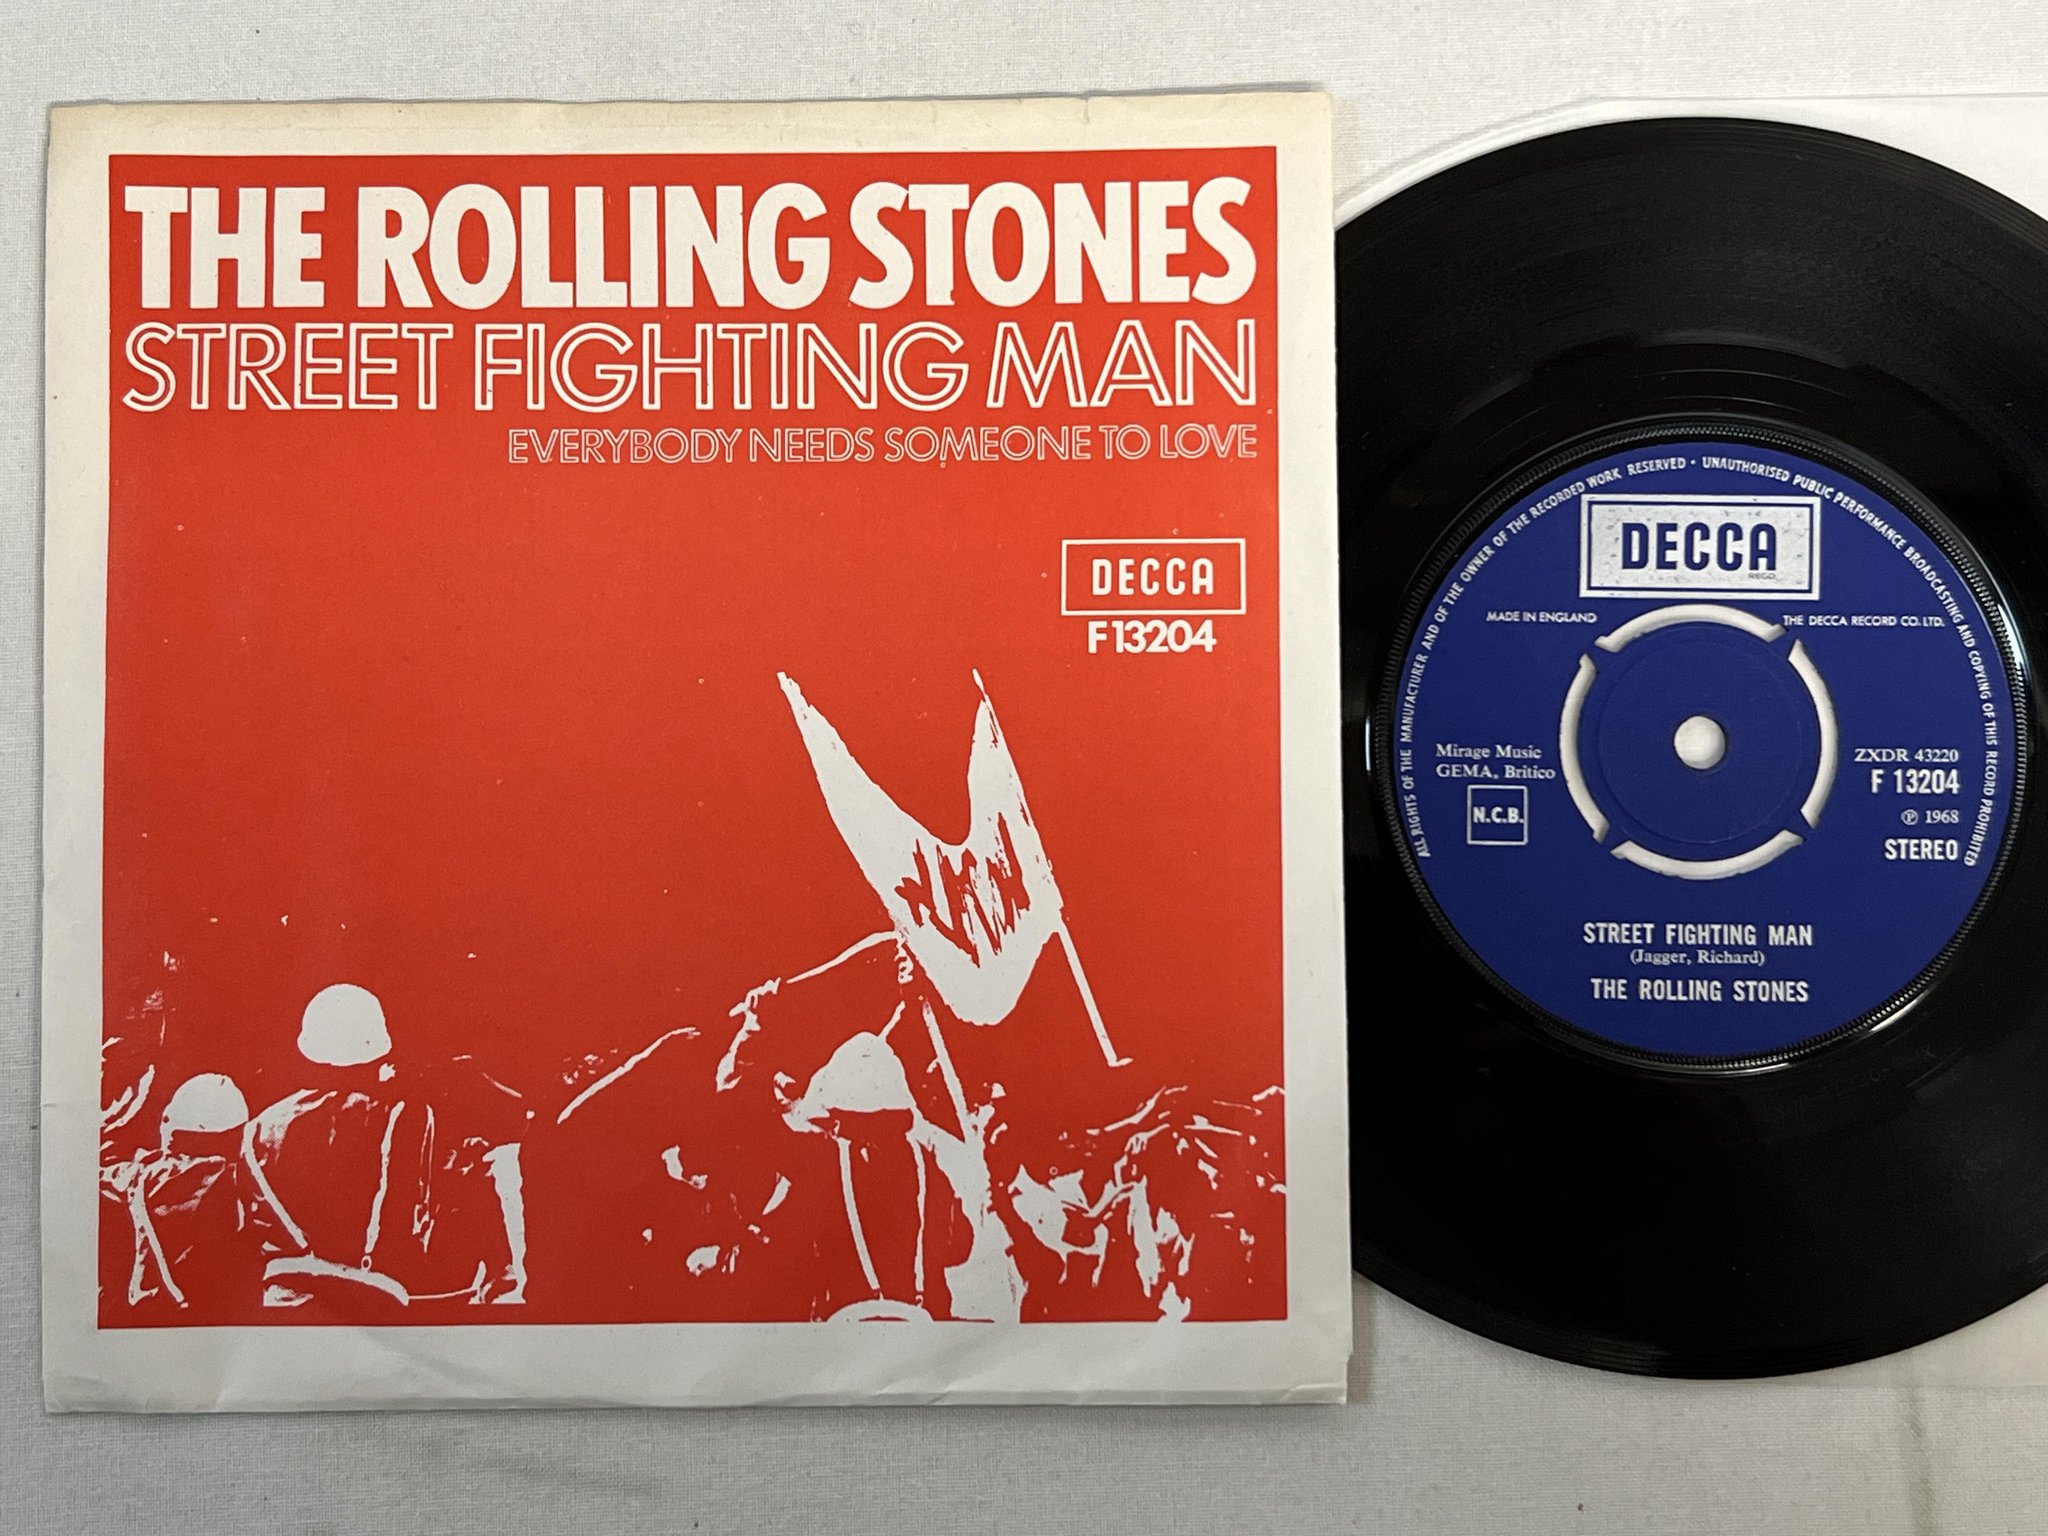 THE ROLLING STONES
STREET FIGHTING MAN
EVERYBODY NEEDS SOMEONE TO LOVE
DECCA
F 13204
ALL RIGHTS OF THE MANUFACTURER AND OF THE OWNER OF THE RECORDED WORK RESERVED • UNAUTHORISED PUBLIC PERFORMANCE BROADCASTING AND COPYING OF THIS RECORD PROHIBITED
DECCA
REGD.
MADE IN ENGLAND
THE DECCA RECORD CO. LTD.
Mirage Music
GEMA, Britico
N.C.B.
ZXDR 43220
F 13204
℗ 1968
STEREO
STREET FIGHTING MAN
(Jagger, Richard)
THE ROLLING STONES